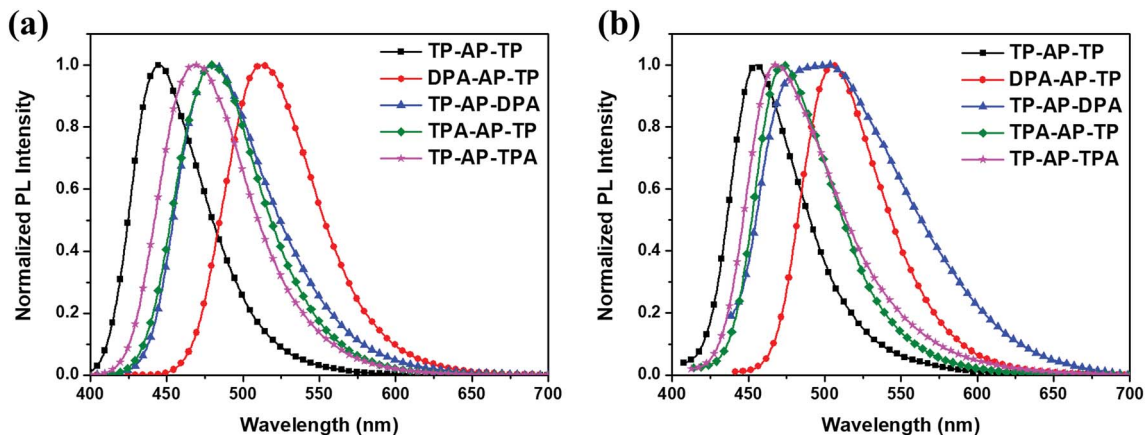 (a)
TP-AP-TP
DPA-AP-TP
TP-AP-DPA
TPA-AP-TP
TP-AP-TPA
Normalized PL Intensity
1.0
0.8
0.6
0.4
0.2
0.0
400 450 500 550 600 650 700
Wavelength (nm)
(b)
TP-AP-TP
DPA-AP-TP
TP-AP-DPA
TPA-AP-TP
TP-AP-TPA
Normalized PL Intensity
1.0
0.8
0.6
0.4
0.2
0.0
400 450 500 550 600 650 700
Wavelength (nm)